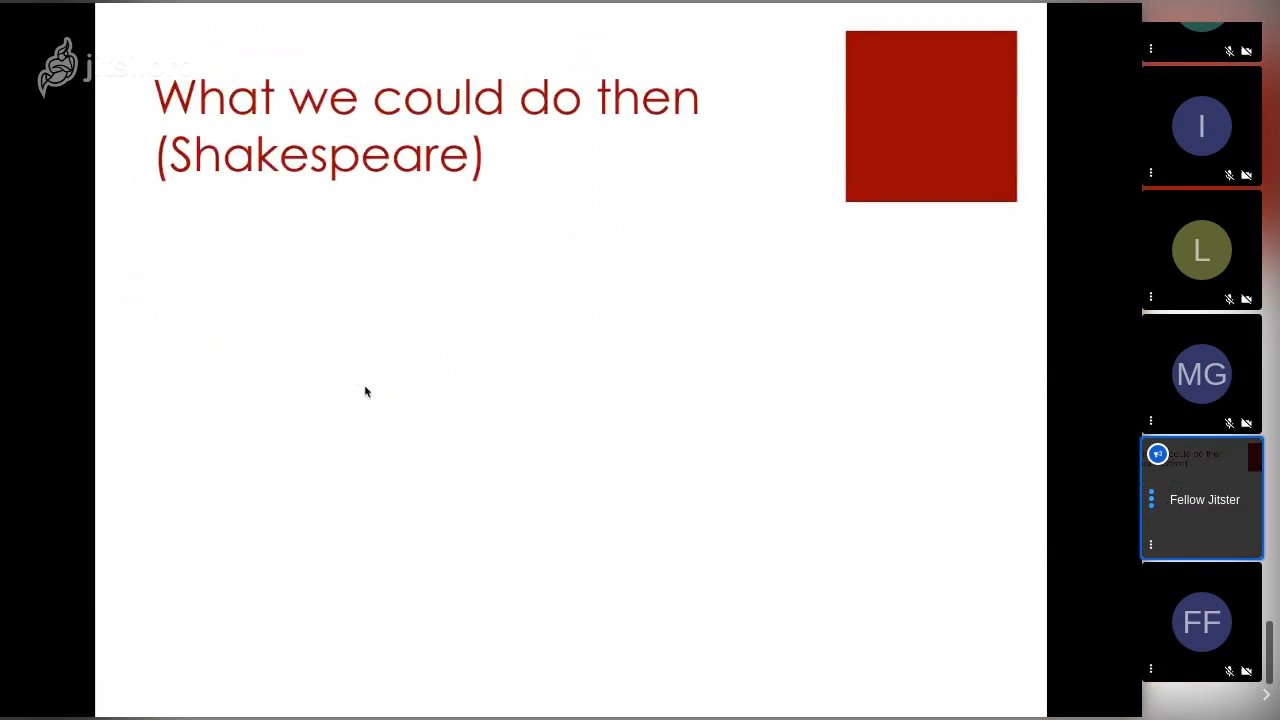 What we could do then
(Shakespeare)
I
L
MG
Fellow Jitster
FF